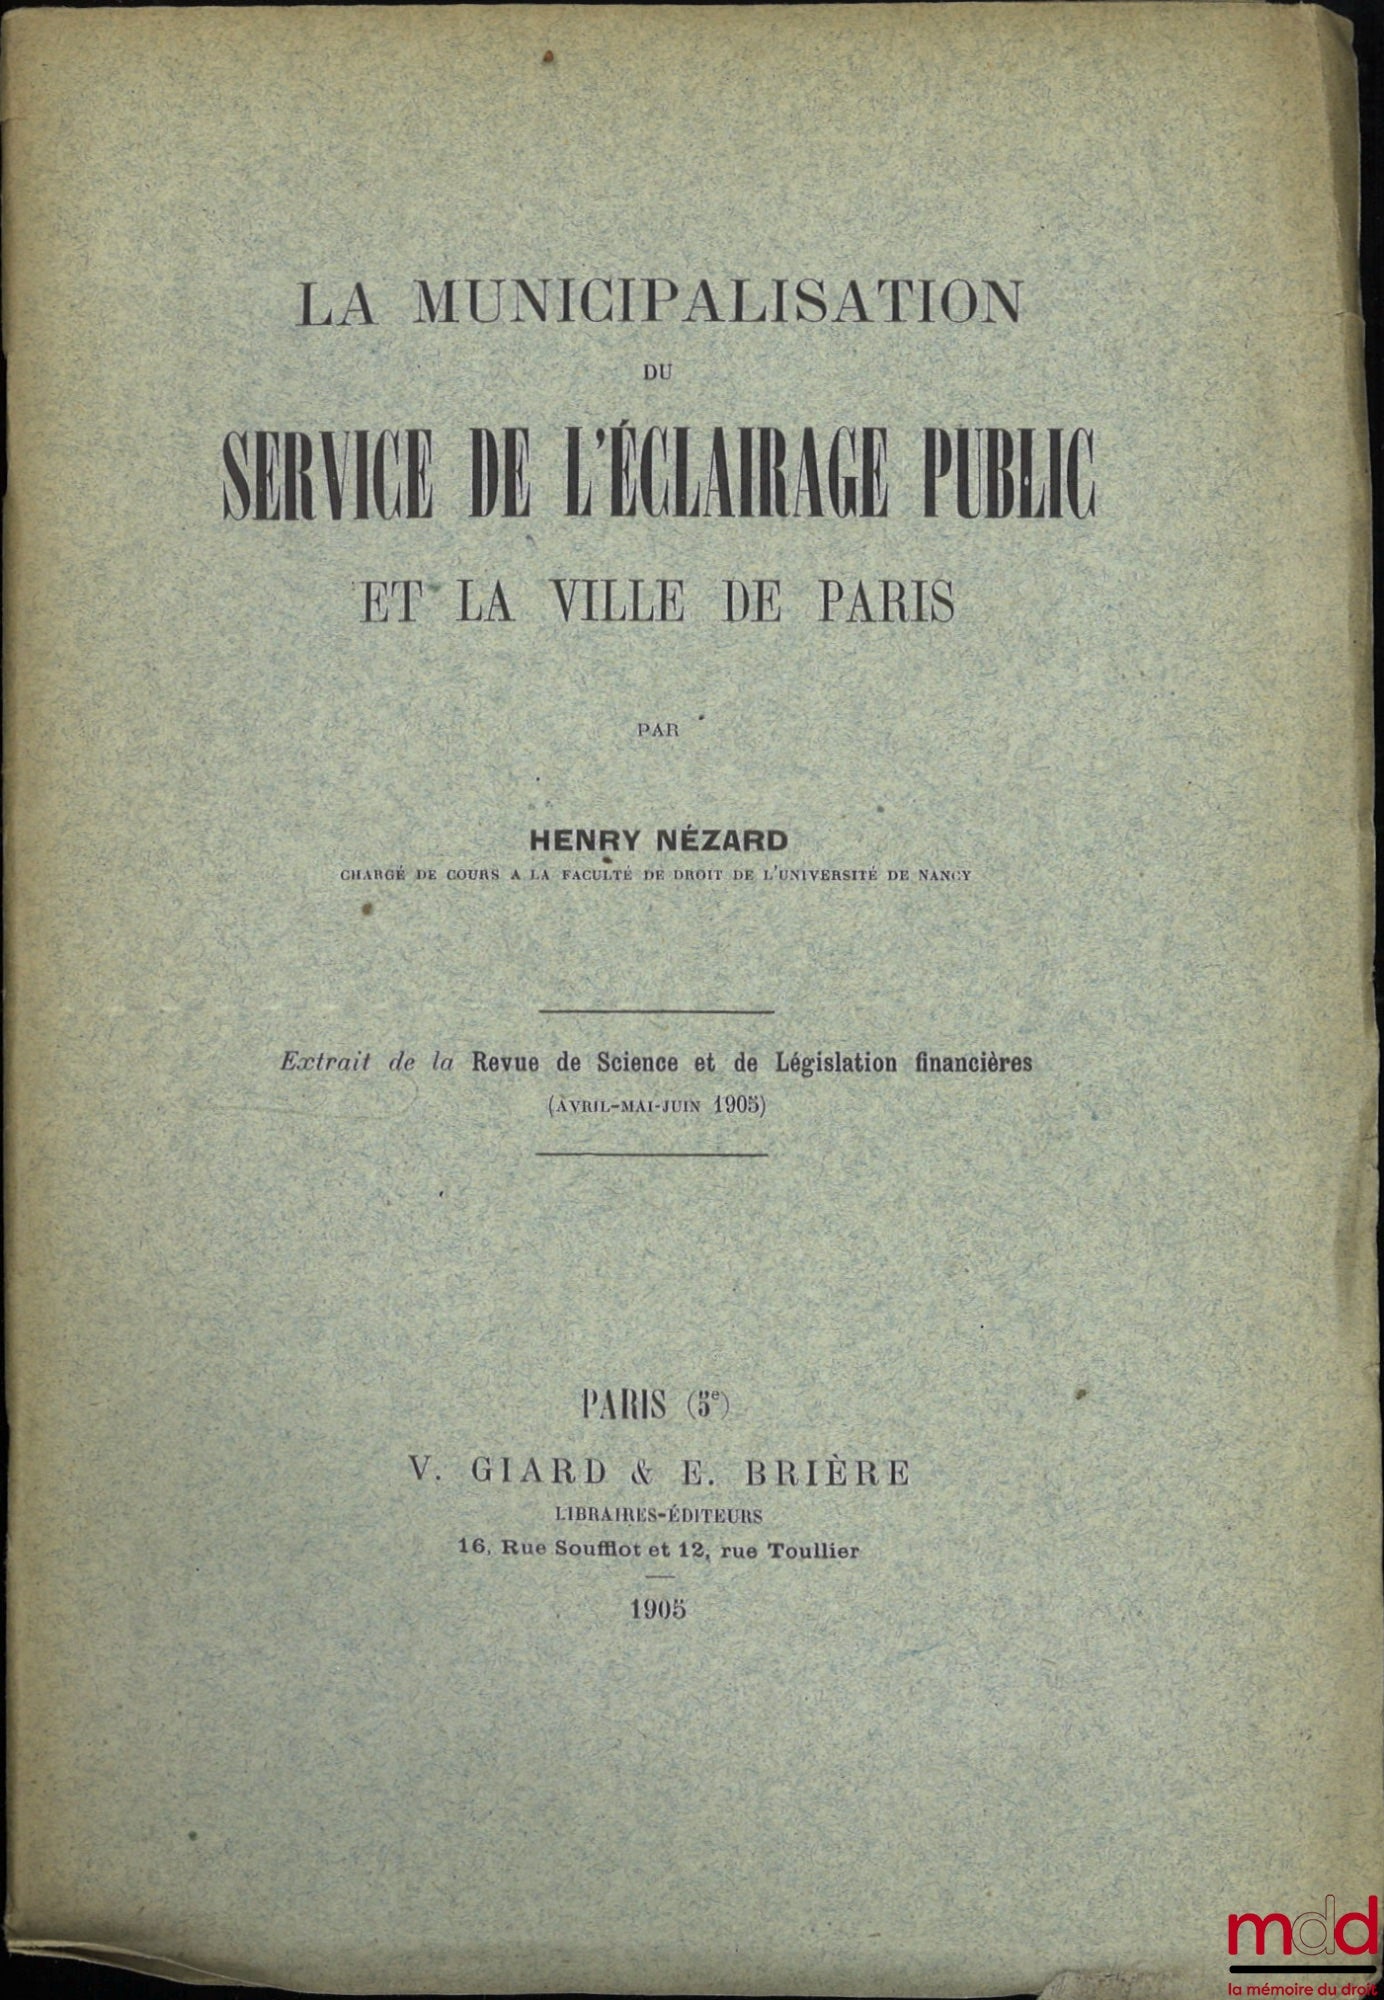 LA MUNICIPALISATION
DU
SERVICE DE L'ÉCLAIRAGE PUBLIC
ET LA VILLE DE PARIS
PAR
HENRY NÉZARD
CHARGÉ DE COURS A LA FACULTÉ DE DROIT DE L'UNIVERSITÉ DE NANCY
Extrait de la Revue de Science et de Législation financières
(AVRIL-MAI-JUIN 1905)
PARIS (5e)
V. GIARD & E. BRIÈRE
LIBRAIRES-ÉDITEURS
16, Rue Soufflot et 12, rue Toullier
1905
mdd
la mémoire du droit